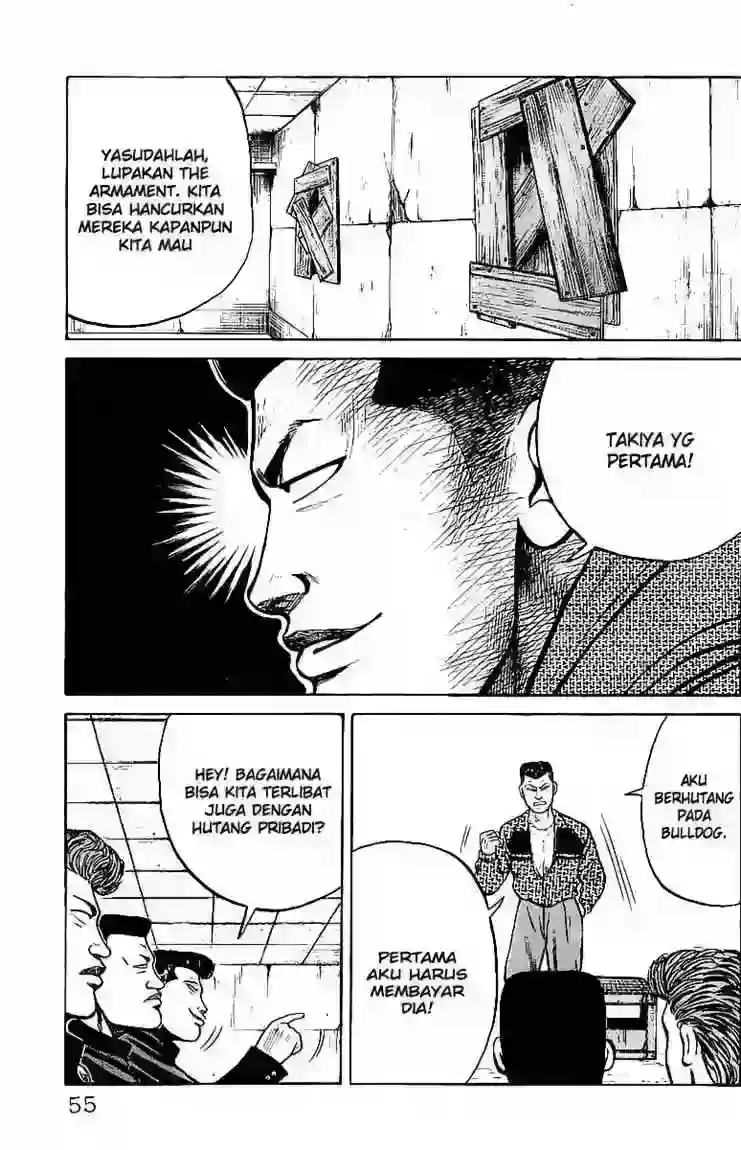 YASUDAHLAH,
LUPAKAN THE
ARMAMENT. KITA
BISA HANCURKAN
MEREKA KAPANPUN
KITA MAU
TAKIYA YG
PERTAMA!
AKU
BERHUTANG
PADA
BULLDOG.
PERTAMA
AKU HARUS
MEMBAYAR
DIA!
HEY! BAGAIMANA
BISA KITA TERLIBAT
JUGA DENGAN
HUTANG PRIBADI?
55